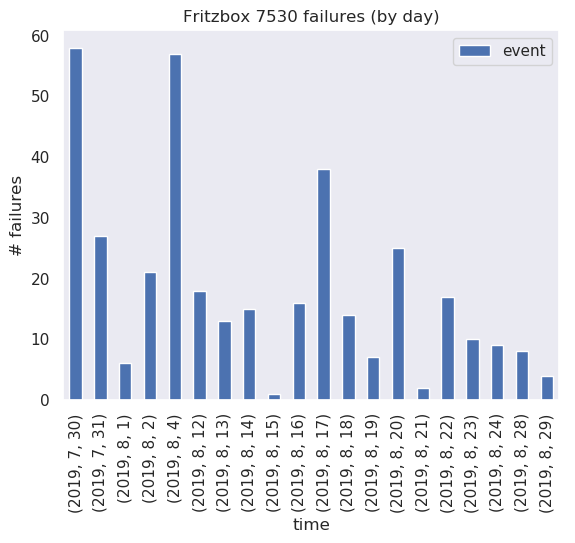 Fritzbox 7530 failures (by day)
event
# failures
60
50
40
30
20
10
0
(2019, 7, 30)
(2019, 7, 31)
(2019, 8, 1)
(2019, 8, 2)
(2019, 8, 4)
(2019, 8, 12)
(2019, 8, 13)
(2019, 8, 14)
(2019, 8, 15)
(2019, 8, 16)
(2019, 8, 17)
(2019, 8, 18)
(2019, 8, 19)
(2019, 8, 20)
(2019, 8, 21)
(2019, 8, 22)
(2019, 8, 23)
(2019, 8, 24)
(2019, 8, 28)
(2019, 8, 29)
time